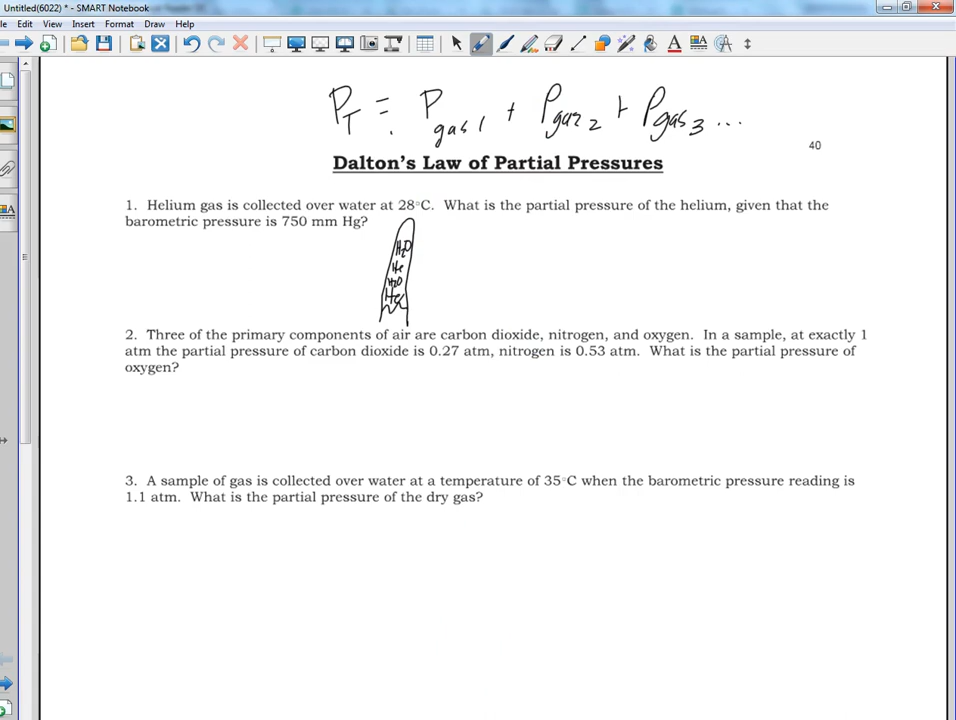 Untitled(6022) * - SMART Notebook
le Edit View Insert Format Draw Help
P_T = P_gas 1 + P_gas 2 + P_gas 3 ...
40
Dalton's Law of Partial Pressures
1. Helium gas is collected over water at 28°C. What is the partial pressure of the helium, given that the
barometric pressure is 750 mm Hg?
H2O
He
H2O
He
2. Three of the primary components of air are carbon dioxide, nitrogen, and oxygen. In a sample, at exactly 1
atm the partial pressure of carbon dioxide is 0.27 atm, nitrogen is 0.53 atm. What is the partial pressure of
oxygen?
3. A sample of gas is collected over water at a temperature of 35°C when the barometric pressure reading is
1.1 atm. What is the partial pressure of the dry gas?